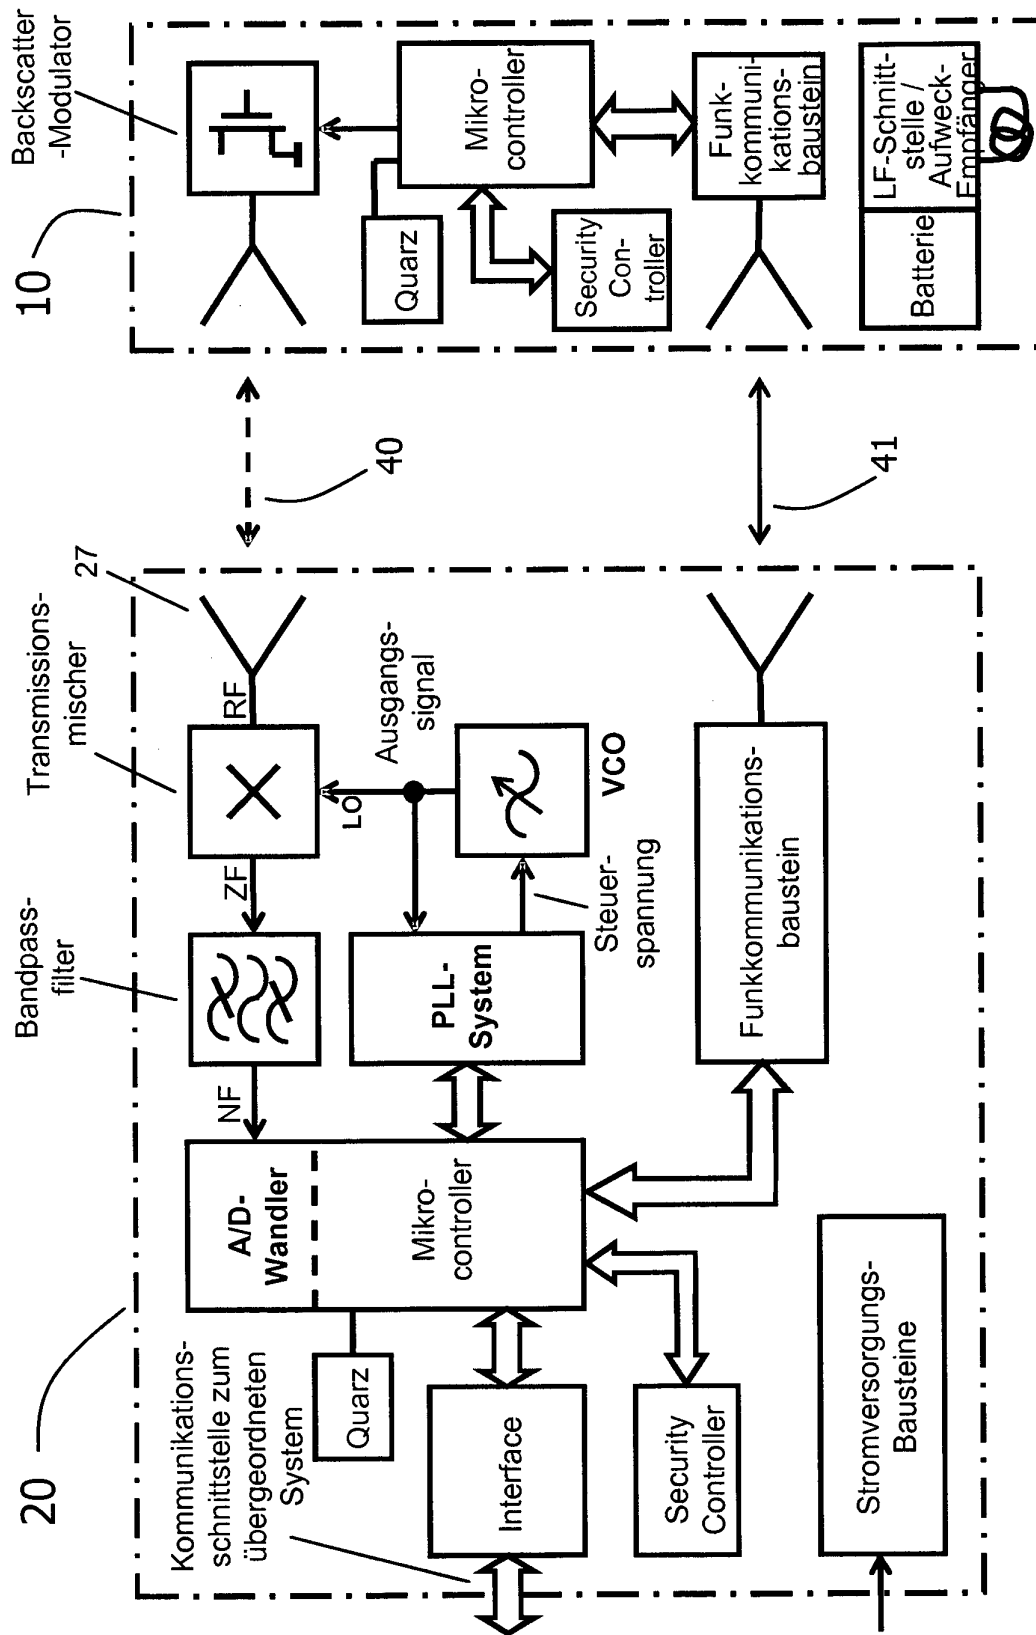 20
Kommunikations-
schnittstelle zum
übergeordneten
System
Bandpass-
filter
Transmissions-
mischer
27
A/D-
Wandler
Mikro-
controller
NF
ZF
RF
LO
Quarz
Interface
PLL-
System
Ausgangs-
signal
VCO
Steuer-
spannung
Security
Controller
Funkkommunikations-
baustein
Stromversorgungs-
Bausteine
40
41
10
Backscatter
-Modulator
Quarz
Mikro-
controller
Security
Con-
troller
Funk-
kommuni-
kations-
baustein
Batterie
LF-Schnitt-
stelle /
Aufweck-
Empfänger